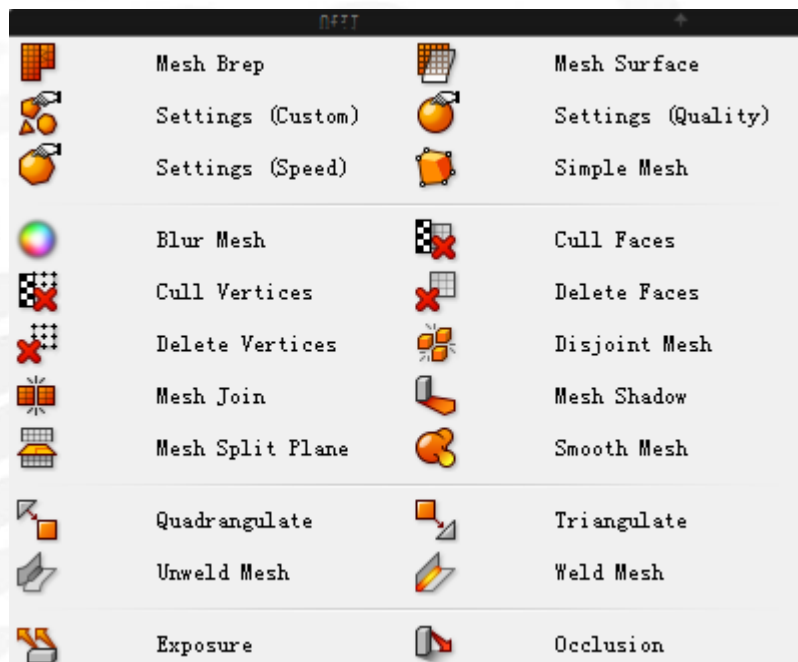 Mesh Brep Mesh Surface
Settings (Custom) Settings (Quality)
Settings (Speed) Simple Mesh
Blur Mesh Cull Faces
Cull Vertices Delete Faces
Delete Vertices Disjoint Mesh
Mesh Join Mesh Shadow
Mesh Split Plane Smooth Mesh
Quadrangulate Triangulate
Unweld Mesh Weld Mesh
Exposure Occlusion